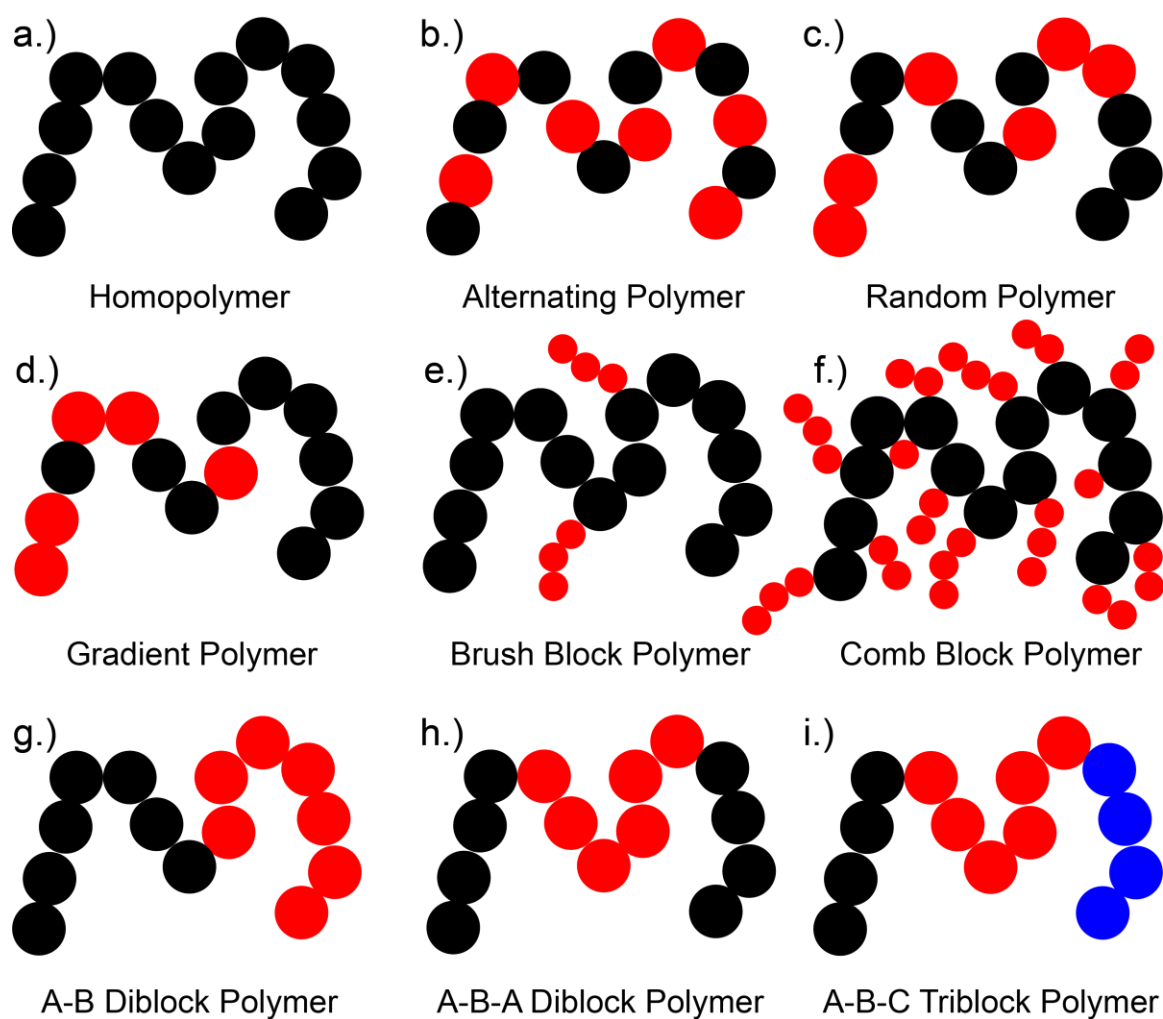 a.)
b.)
c.)
Homopolymer
Alternating Polymer
Random Polymer
d.)
e.)
f.)
Gradient Polymer
Brush Block Polymer
Comb Block Polymer
g.)
h.)
i.)
A-B Diblock Polymer
A-B-A Diblock Polymer
A-B-C Triblock Polymer